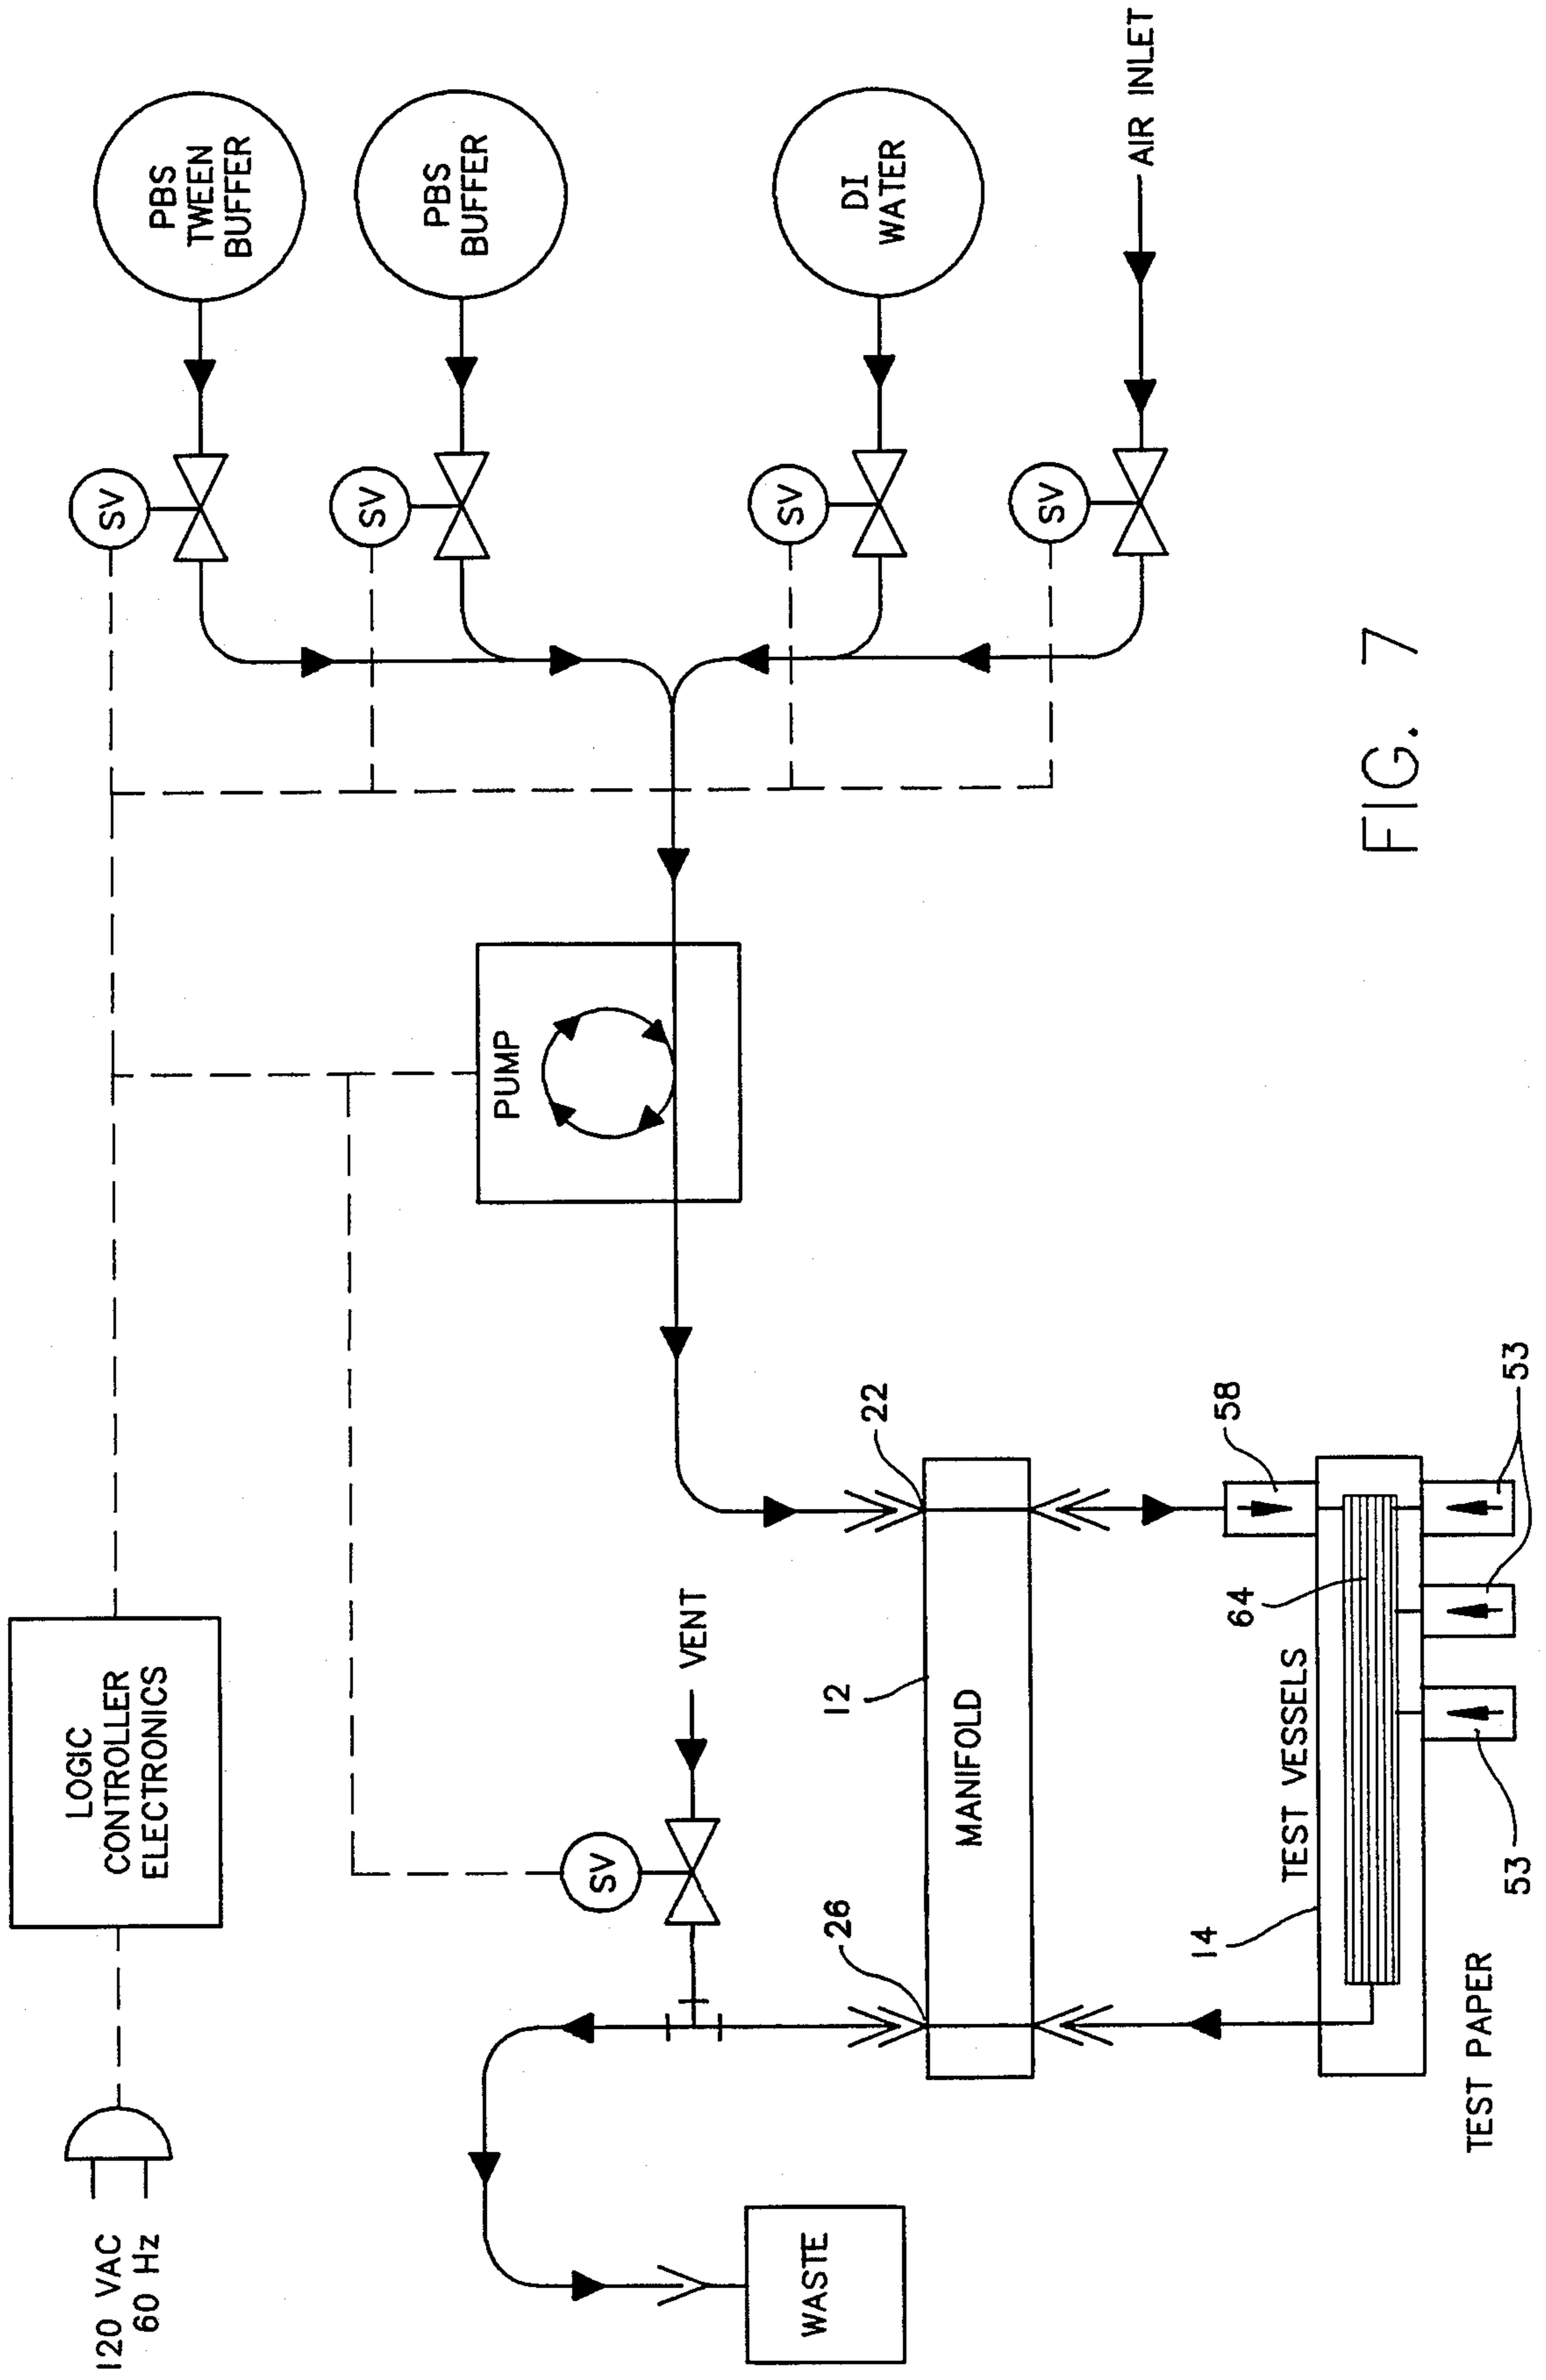 120 VAC
60 Hz
LOGIC
CONTROLLER
ELECTRONICS
SV
PBS
TWEEN
BUFFER
SV
PBS
BUFFER
PUMP
SV
VENT
WASTE
SV
DI
WATER
26
22
12
MANIFOLD
SV
AIR INLET
14
TEST VESSELS
64
58
TEST PAPER
53
53
FIG. 7